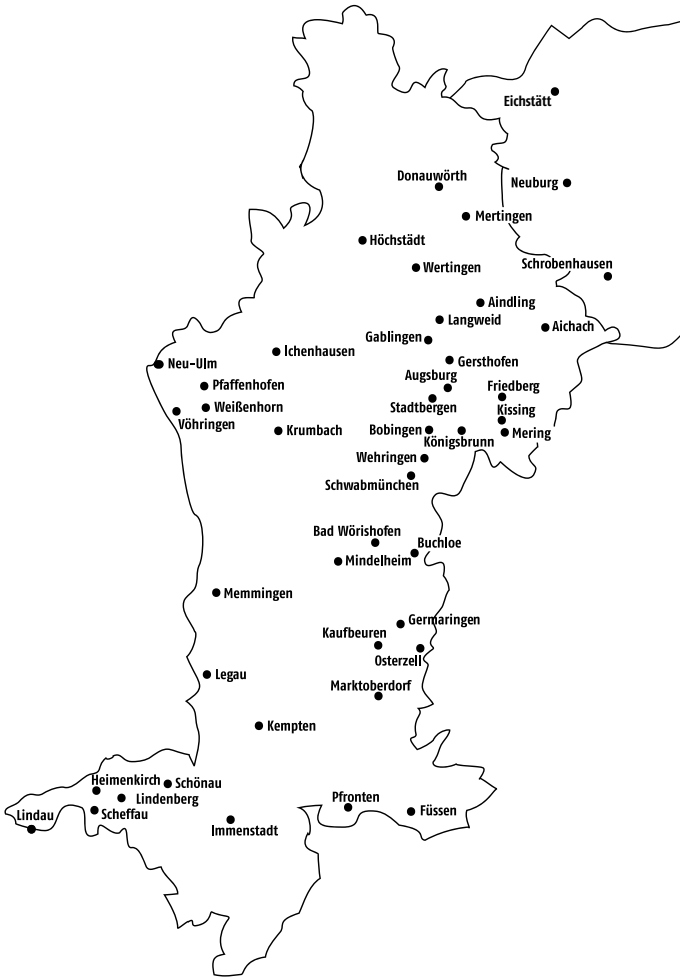 Eichstätt
Donauwörth
Neuburg
Mertingen
Höchstädt
Schrobenhausen
Wertingen
Aindling
Langweid
Aichach
Gablingen
Ichenhausen
Gersthofen
Neu-Ulm
Augsburg
Pfaffenhofen
Friedberg
Stadtbergen
Weißenhorn
Kissing
Vöhringen
Krumbach
Bobingen
Königsbrunn
Mering
Wehringen
Schwabmünchen
Bad Wörishofen
Buchloe
Mindelheim
Memmingen
Germaringen
Kaufbeuren
Osterzell
Legau
Marktoberdorf
Kempten
Heimenkirch
Schönau
Lindenberg
Pfronten
Lindau
Scheffau
Füssen
Immenstadt